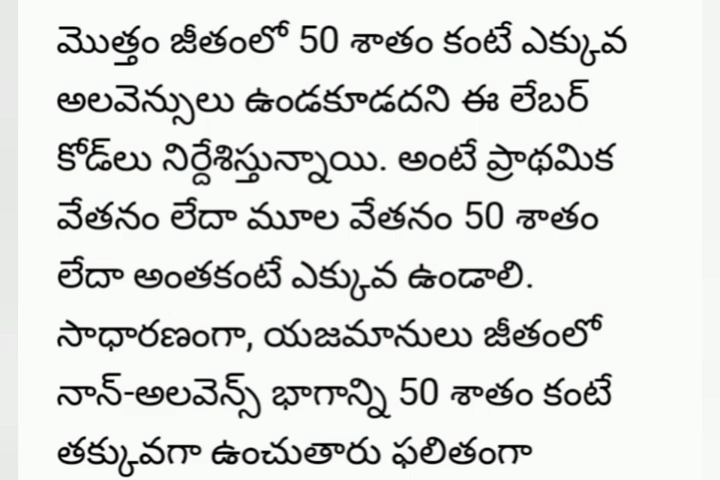 మొత్తం జీతంలో 50 శాతం కంటే ఎక్కువ
అలవెన్సులు ఉండకూడదని ఈ లేబర్
కోడ్‌లు నిర్దేశిస్తున్నాయి. అంటే ప్రాథమిక
వేతనం లేదా మూల వేతనం 50 శాతం
లేదా అంతకంటే ఎక్కువ ఉండాలి.
సాధారణంగా, యజమానులు జీతంలో
నాన్-అలవెన్స్ భాగాన్ని 50 శాతం కంటే
తక్కువగా ఉంచుతారు ఫలితంగా